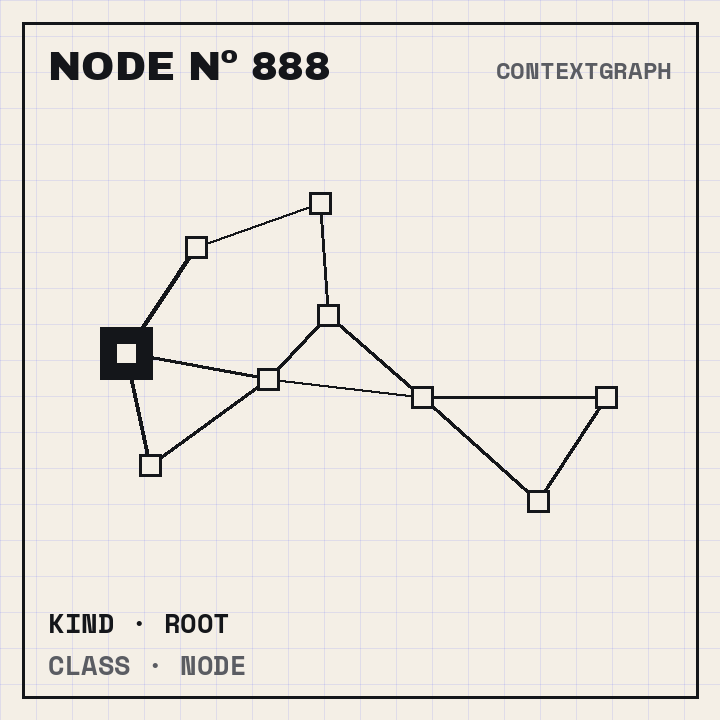 NODE Nº 888
CONTEXTGRAPH
KIND · ROOT
CLASS · NODE